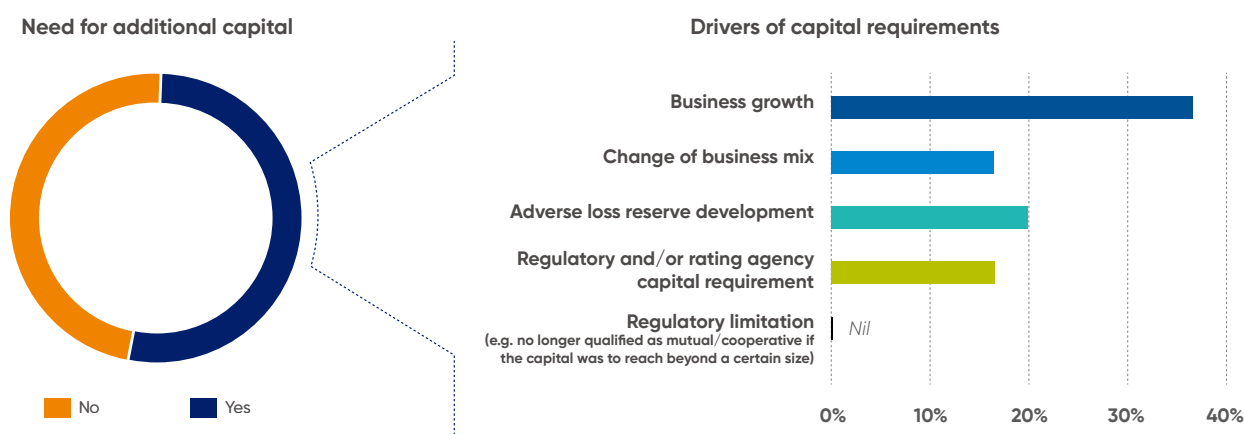 Need for additional capital
No
Yes
Drivers of capital requirements
Business growth
Change of business mix
Adverse loss reserve development
Regulatory and/or rating agency
capital requirement
Regulatory limitation
(e.g. no longer qualified as mutual/cooperative if
the capital was to reach beyond a certain size)
Nil
0%
10%
20%
30%
40%